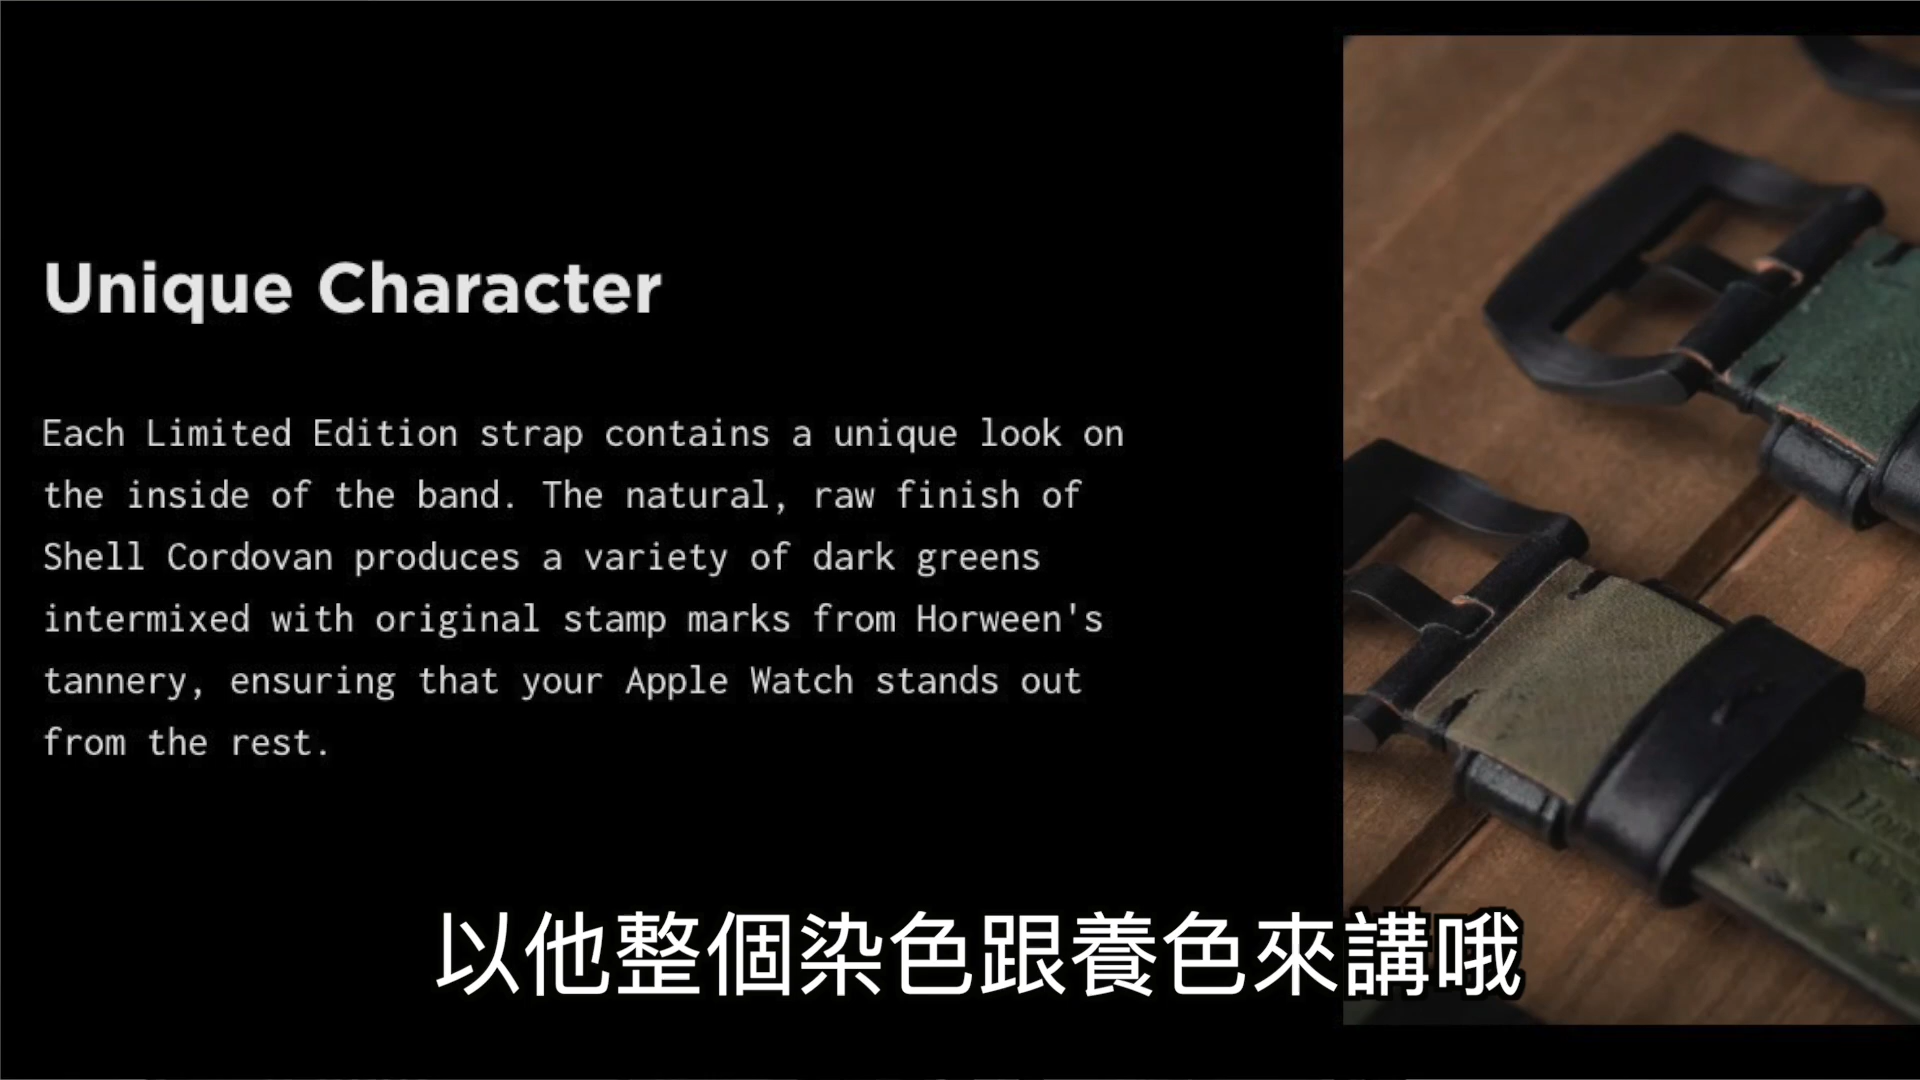 Unique Character
Each Limited Edition strap contains a unique look on
the inside of the band. The natural, raw finish of
Shell Cordovan produces a variety of dark greens
intermixed with original stamp marks from Horween's
tannery, ensuring that your Apple Watch stands out
from the rest.
以他整個染色跟養色來講哦